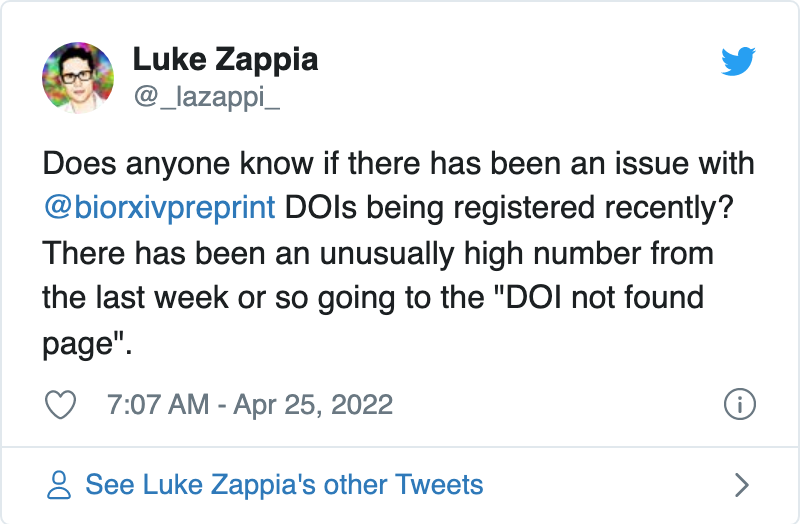 Luke Zappia
@_lazappi_
Does anyone know if there has been an issue with
@biorxivpreprint DOIs being registered recently?
There has been an unusually high number from
the last week or so going to the "DOI not found
page".
7:07 AM - Apr 25, 2022
See Luke Zappia's other Tweets